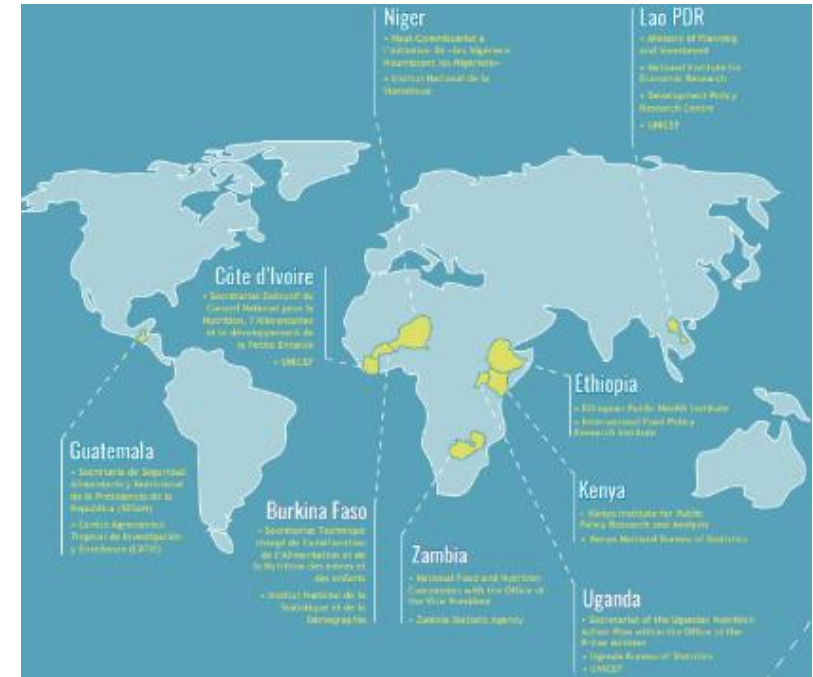 Niger
• Haut-Commissariat à
l'Initiative 3N «les Nigériens
Nourrissent les Nigériens»
• Institut National de la
Statistique
Lao PDR
• Ministry of Planning
and Investment
• National Institute for
Economic Research
• Development Policy
Research Centre
• UNICEF
Côte d'Ivoire
• Secrétariat Exécutif du
Conseil National pour la
Nutrition, l'Alimentation
et le développement de
la Petite Enfance
• UNICEF
Ethiopia
• Ethiopian Public Health Institute
• International Food Policy
Research Institute
Guatemala
• Secretaría de Seguridad
Alimentaria y Nutricional
de la Presidencia de la
República (SESAN)
• Centro Agronómico
Tropical de Investigación
y Enseñanza (CATIE)
Kenya
• Kenya Institute for Public
Policy Research and Analysis
• Kenya National Bureau of Statistics
Burkina Faso
• Secrétariat Technique
chargé de l'amélioration
de l'Alimentation et de
la Nutrition des mères et
des enfants
• Institut National de la
Statistique et de la
Démographie
Zambia
• National Food and Nutrition
Commission with the Office of
the Vice President
• Zambia Statistic Agency
Uganda
• Secretariat of the Ugandan Nutrition
Action Plan within the Office of the
Prime Minister
• Uganda Bureau of Statistics
• UNICEF